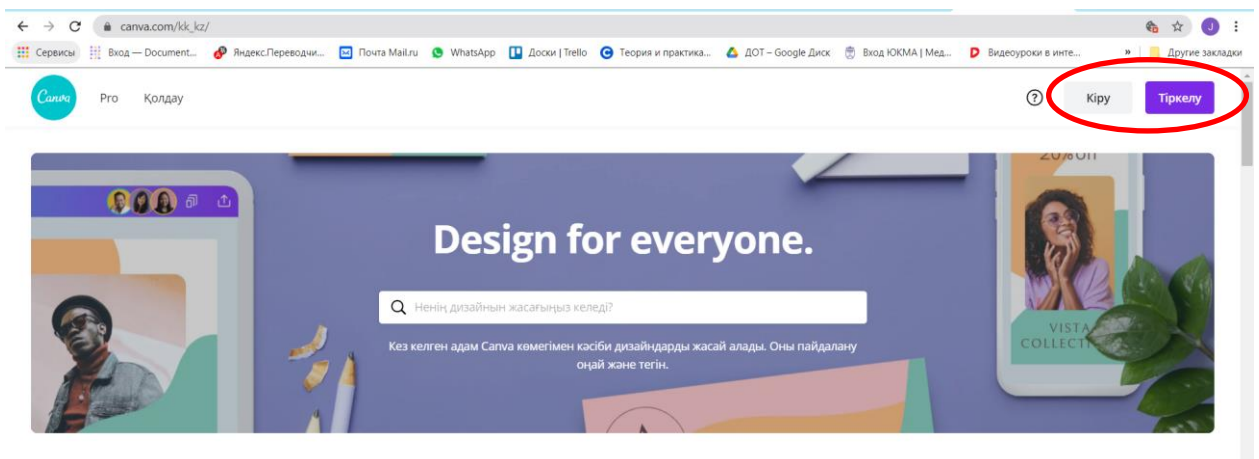 canva.com/kk_kz/
Сервисы Вход — Document... Яндекс.Переводчи... Почта Mail.ru WhatsApp Доски | Trello Теория и практика... ДОТ – Google Диск Вход ЮКМА | Мед... Видеоуроки в инте... » Другие закладки
Canva Pro Қолдау ? Кіру Тіркелу
20% off
Design for everyone.
Ненің дизайнын жасағыңыз келеді?
Кез келген адам Canva көмегімен кәсіби дизайндарды жасай алады. Оны пайдалану
оңай және тегін.
VISTA